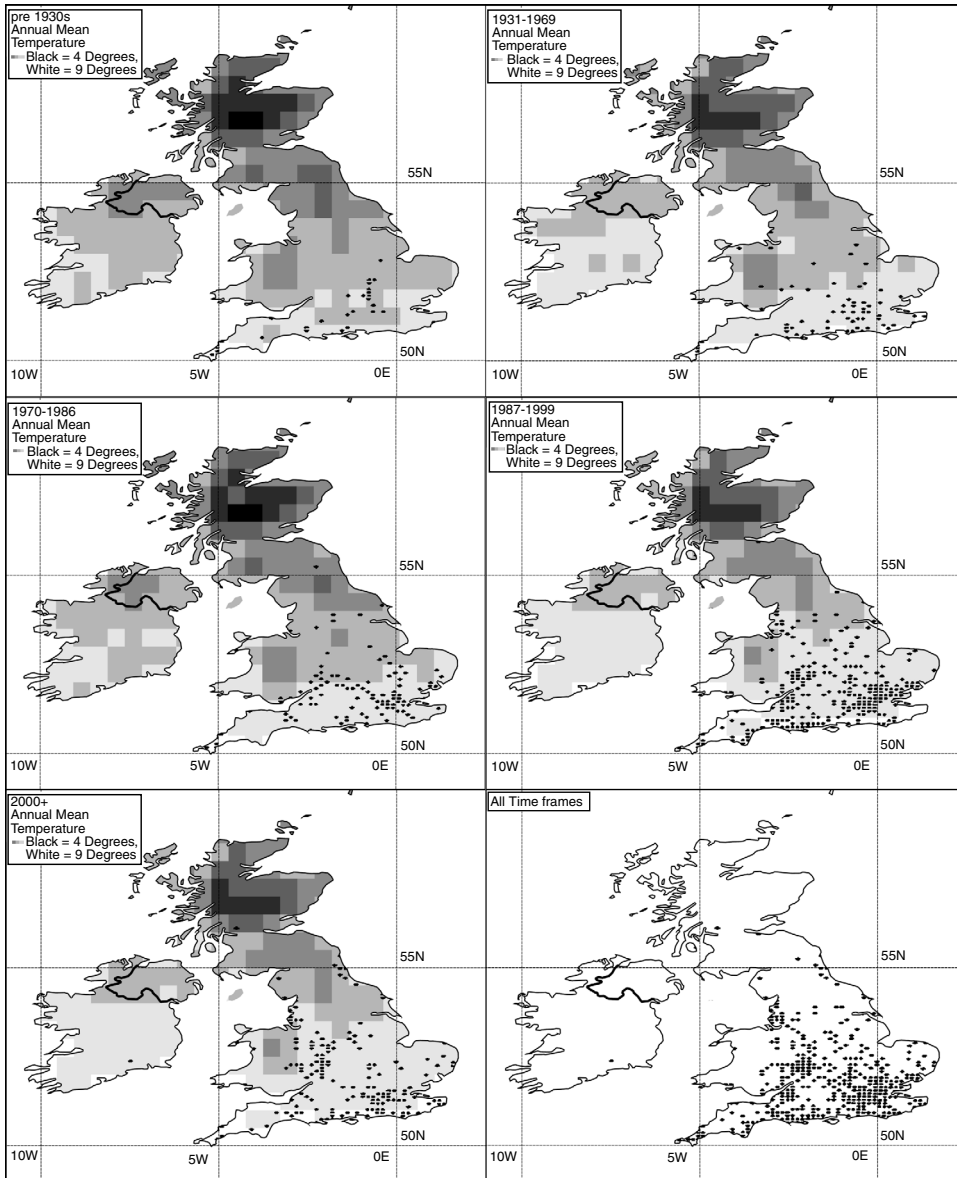 pre 1930s
Annual Mean
Temperature
Black = 4 Degrees,
White = 9 Degrees
55N
50N
10W
5W
0E
1931-1969
Annual Mean
Temperature
Black = 4 Degrees,
White = 9 Degrees
55N
50N
10W
5W
0E
1970-1986
Annual Mean
Temperature
Black = 4 Degrees,
White = 9 Degrees
55N
50N
10W
5W
0E
1987-1999
Annual Mean
Temperature
Black = 4 Degrees,
White = 9 Degrees
55N
50N
10W
5W
0E
2000+
Annual Mean
Temperature
Black = 4 Degrees,
White = 9 Degrees
55N
50N
10W
5W
0E
All Time frames
55N
50N
10W
5W
0E